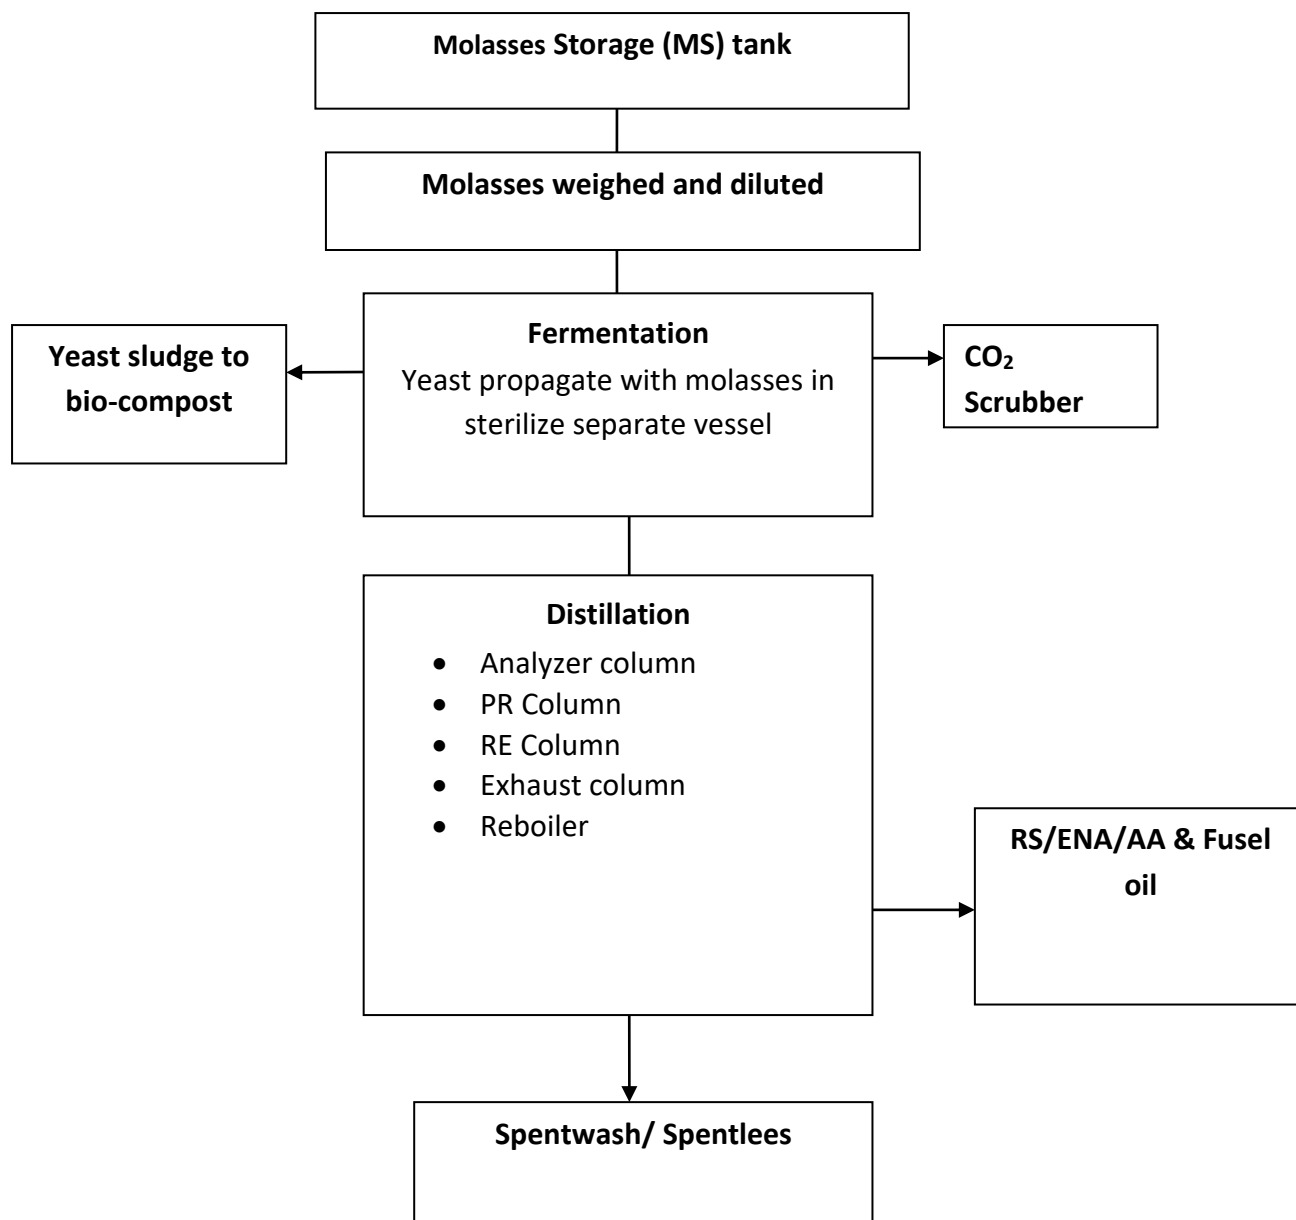 Molasses Storage (MS) tank
Molasses weighed and diluted
Fermentation
Yeast propagate with molasses in
sterilize separate vessel
Yeast sludge to
bio-compost
CO₂
Scrubber
Distillation
• Analyzer column
• PR Column
• RE Column
• Exhaust column
• Reboiler
RS/ENA/AA & Fusel
oil
Spentwash/ Spentlees